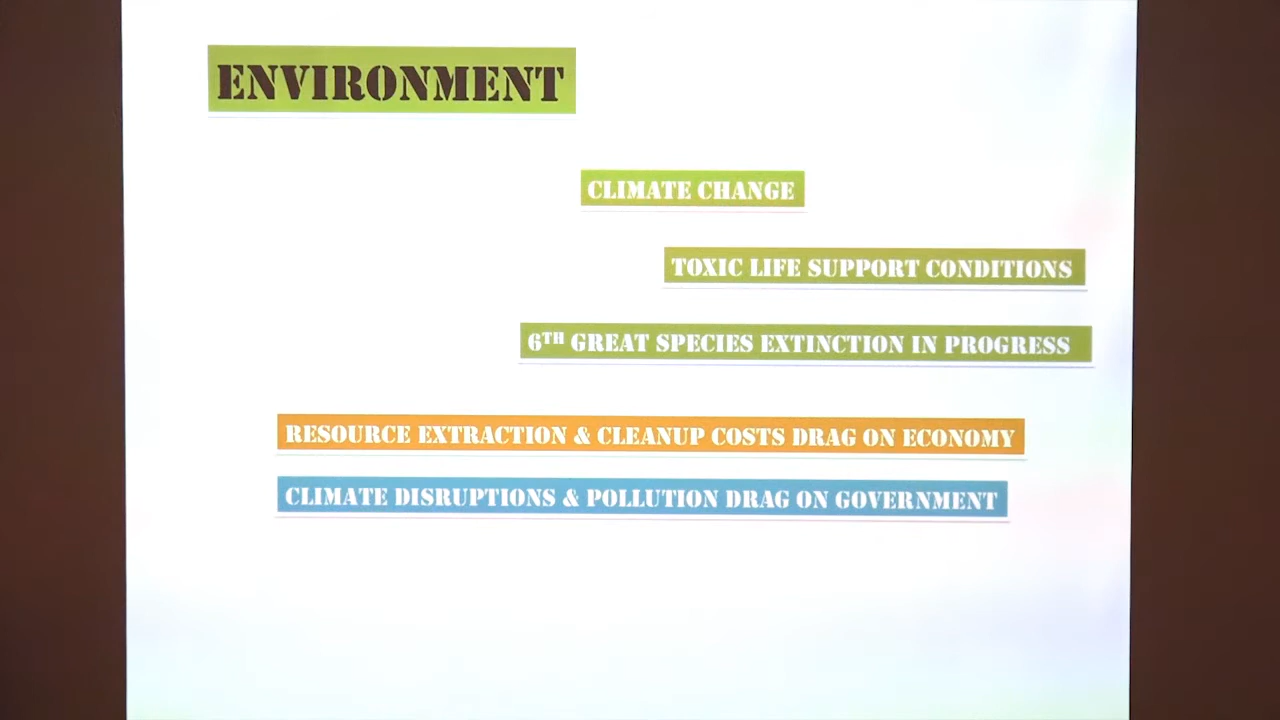 ENVIRONMENT
CLIMATE CHANGE
TOXIC LIFE SUPPORT CONDITIONS
6TH GREAT SPECIES EXTINCTION IN PROGRESS
RESOURCE EXTRACTION & CLEANUP COSTS DRAG ON ECONOMY
CLIMATE DISRUPTIONS & POLLUTION DRAG ON GOVERNMENT